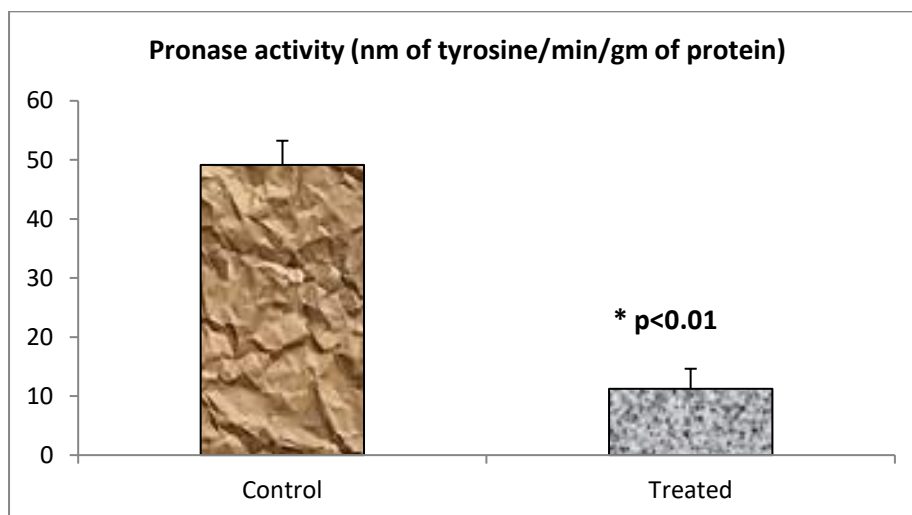 Pronase activity (nm of tyrosine/min/gm of protein)
60
50
40
30
20
10
0
* p<0.01
Control
Treated